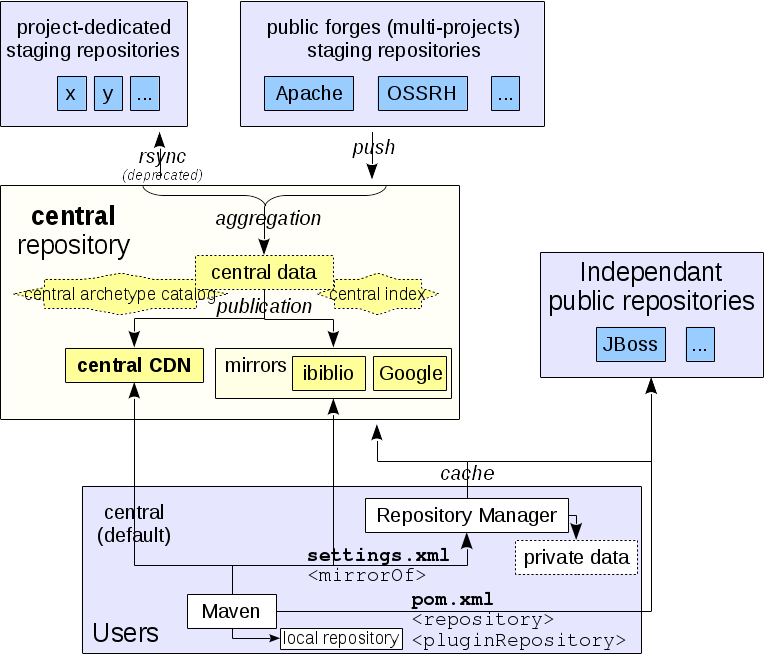 project-dedicated
staging repositories
x
y
...
public forges (multi-projects)
staging repositories
Apache
OSSRH
...
rsync
(deprecated)
push
central
repository
aggregation
central data
central archetype catalog
central index
publication
central CDN
mirrors
ibiblio
Google
Independant
public repositories
JBoss
...
cache
central
(default)
Repository Manager
private data
settings.xml
<mirrorOf>
Maven
pom.xml
<repository>
<pluginRepository>
local repository
Users